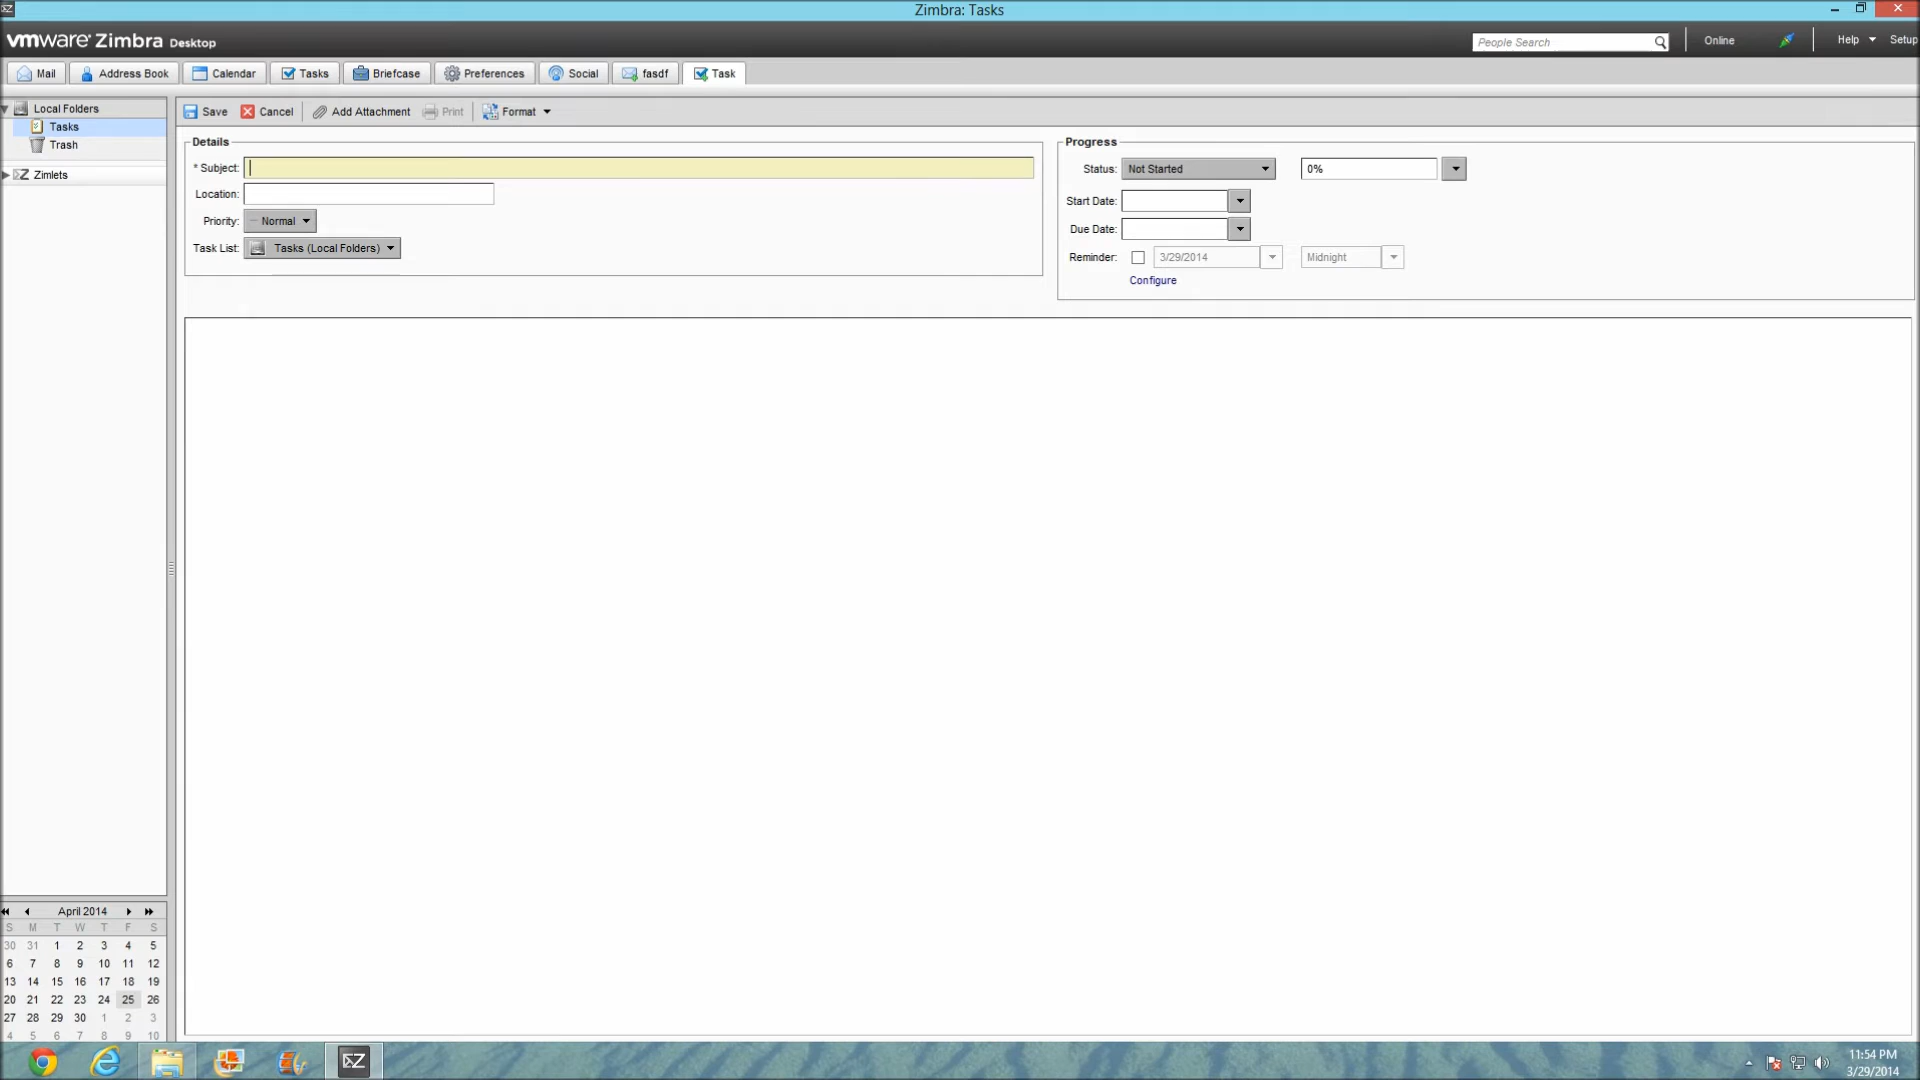 Zimbra: Tasks
vmware Zimbra Desktop
People Search
Online
Help
Setup
Mail
Address Book
Calendar
Tasks
Briefcase
Preferences
Social
fasdf
Task
Local Folders
Tasks
Trash
Zimlets
Save
Cancel
Add Attachment
Print
Format
Details
* Subject:
Location:
Priority: Normal
Task List: Tasks (Local Folders)
Progress
Status: Not Started 0%
Start Date:
Due Date:
Reminder: 3/29/2014 Midnight
Configure
April 2014
S M T W T F S
30 31 1 2 3 4 5
6 7 8 9 10 11 12
13 14 15 16 17 18 19
20 21 22 23 24 25 26
27 28 29 30 1 2 3
4 5 6 7 8 9 10
11:54 PM
3/29/2014